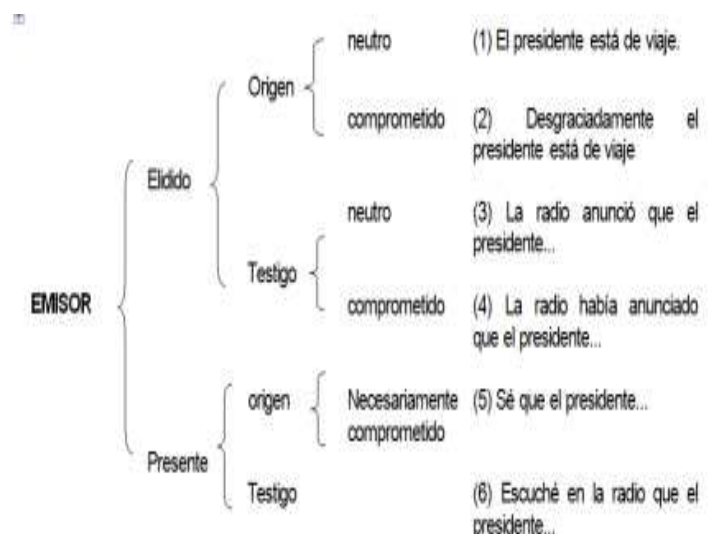 neutro (1) El presidente está de viaje.
Origen
comprometido (2) Desgraciadamente el
presidente está de viaje
Elidido
neutro (3) La radio anunció que el
presidente...
Testigo
EMISOR
comprometido (4) La radio había anunciado
que el presidente...
origen Necesariamente (5) Sé que el presidente...
comprometido
Presente
Testigo (6) Escuché en la radio que el
presidente...